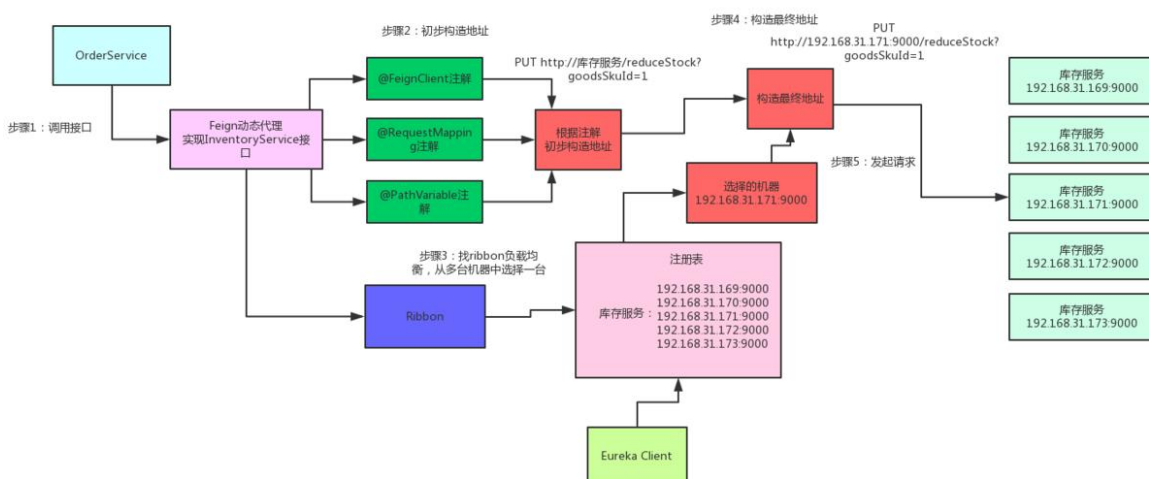 OrderService
步骤1：调用接口
Feign动态代理
实现InventoryService接
口
步骤2：初步构造地址
@FeignClient注解
@RequestMappin
g注解
@PathVariable注
解
PUT http://库存服务/reduceStock?
goodsSkuId=1
根据注解
初步构造地址
步骤3：找ribbon负载均
衡，从多台机器中选择一台
Ribbon
注册表
库存服务：
192.168.31.169:9000
192.168.31.170:9000
192.168.31.171:9000
192.168.31.172:9000
192.168.31.173:9000
Eureka Client
选择的机器
192.168.31.171:9000
步骤4：构造最终地址
PUT
http://192.168.31.171:9000/reduceStock?
goodsSkuId=1
构造最终地址
步骤5：发起请求
库存服务
192.168.31.169:9000
库存服务
192.168.31.170:9000
库存服务
192.168.31.171:9000
库存服务
192.168.31.172:9000
库存服务
192.168.31.173:9000